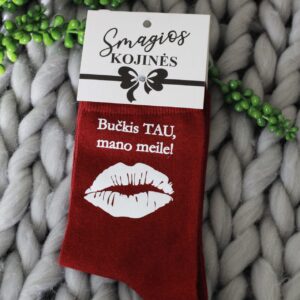 Smagios
KOJINĖS
Bučkis TAU,
mano meile!